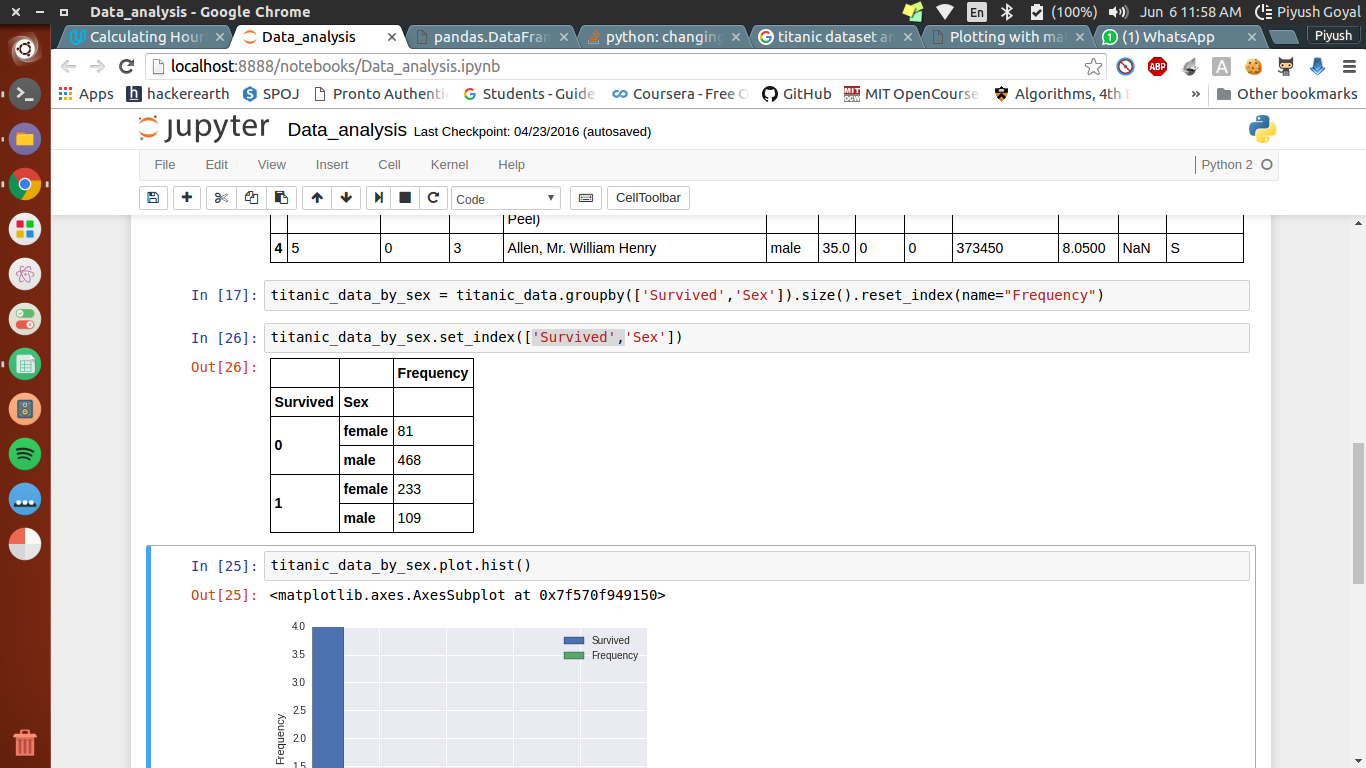 Data_analysis - Google Chrome
En (100%) Jun 6 11:58 AM Piyush Goyal
Calculating Hour Data_analysis pandas.DataFran python: changing titanic dataset an Plotting with ma (1) WhatsApp Piyush
localhost:8888/notebooks/Data_analysis.ipynb ABP A
Apps h hackerearth SPOJ Pronto Authenti G Students - Guide Coursera - Free O GitHub MIT OpenCourse Algorithms, 4th E » Other bookmarks
jupyter Data_analysis Last Checkpoint: 04/23/2016 (autosaved)
File Edit View Insert Cell Kernel Help Python 2
Code CellToolbar
Peel)
4 5 0 3 Allen, Mr. William Henry male 35.0 0 0 373450 8.0500 NaN S
In [17]: titanic_data_by_sex = titanic_data.groupby(['Survived','Sex']).size().reset_index(name="Frequency")
In [26]: titanic_data_by_sex.set_index(['Survived','Sex'])
Out[26]:
Frequency
Survived Sex
0 female 81
male 468
1 female 233
male 109
In [25]: titanic_data_by_sex.plot.hist()
Out[25]: <matplotlib.axes.AxesSubplot at 0x7f570f949150>
4.0
Survived
Frequency
3.5
3.0
2.5
2.0
1.5
Frequency